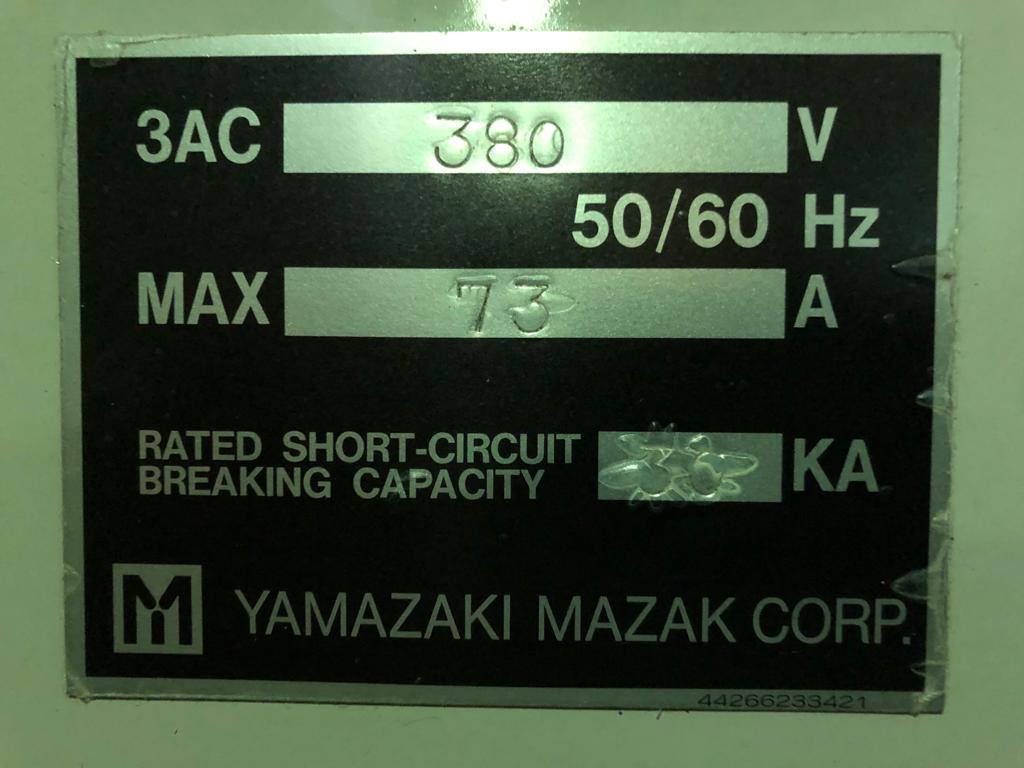 3AC 380 V
50/60 Hz
MAX 73 A
RATED SHORT-CIRCUIT
BREAKING CAPACITY KA
YAMAZAKI MAZAK CORP.
44266233421